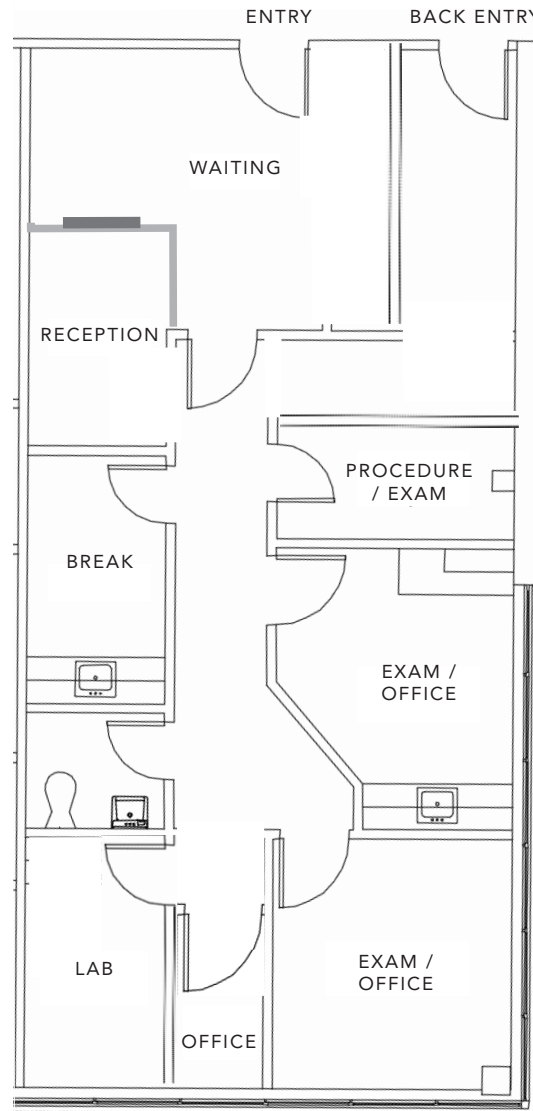 ENTRY
BACK ENTRY
WAITING
RECEPTION
PROCEDURE
/ EXAM
BREAK
EXAM /
OFFICE
LAB
EXAM /
OFFICE
OFFICE